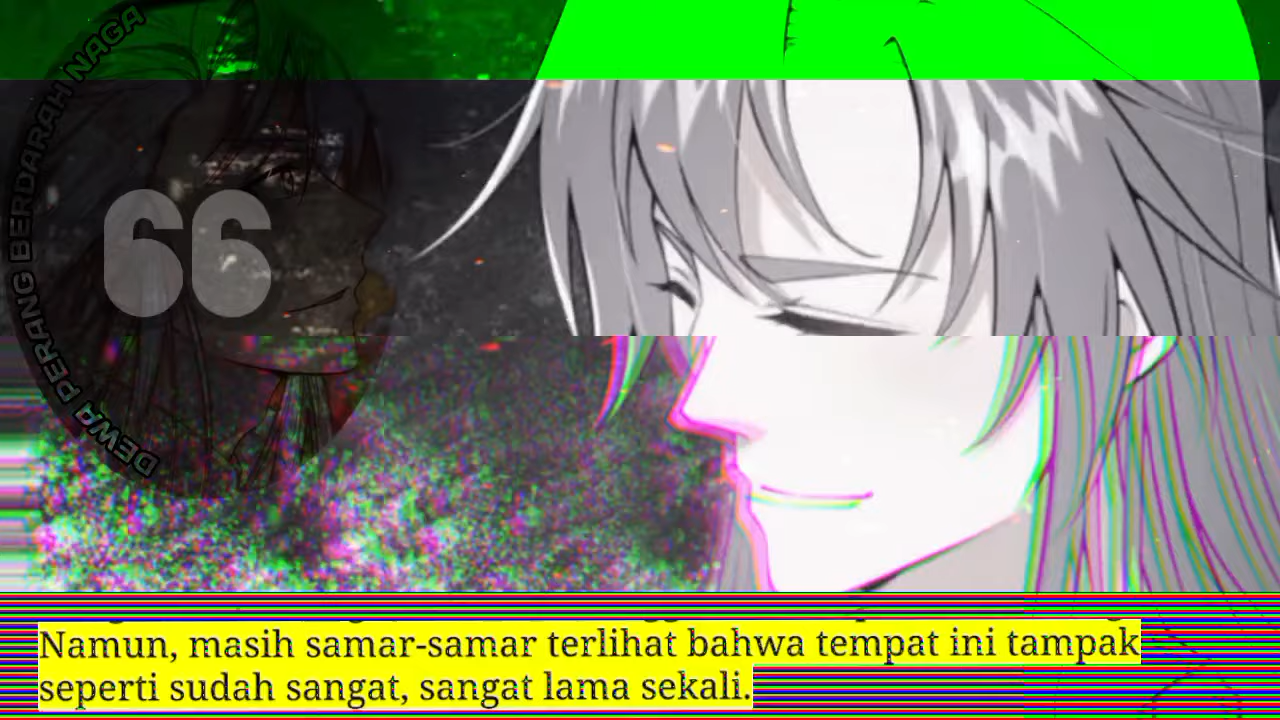 DEWA PERANG BERDARAH NAGA
66
Namun, masih samar-samar terlihat bahwa tempat ini tampak
seperti sudah sangat, sangat lama sekali.